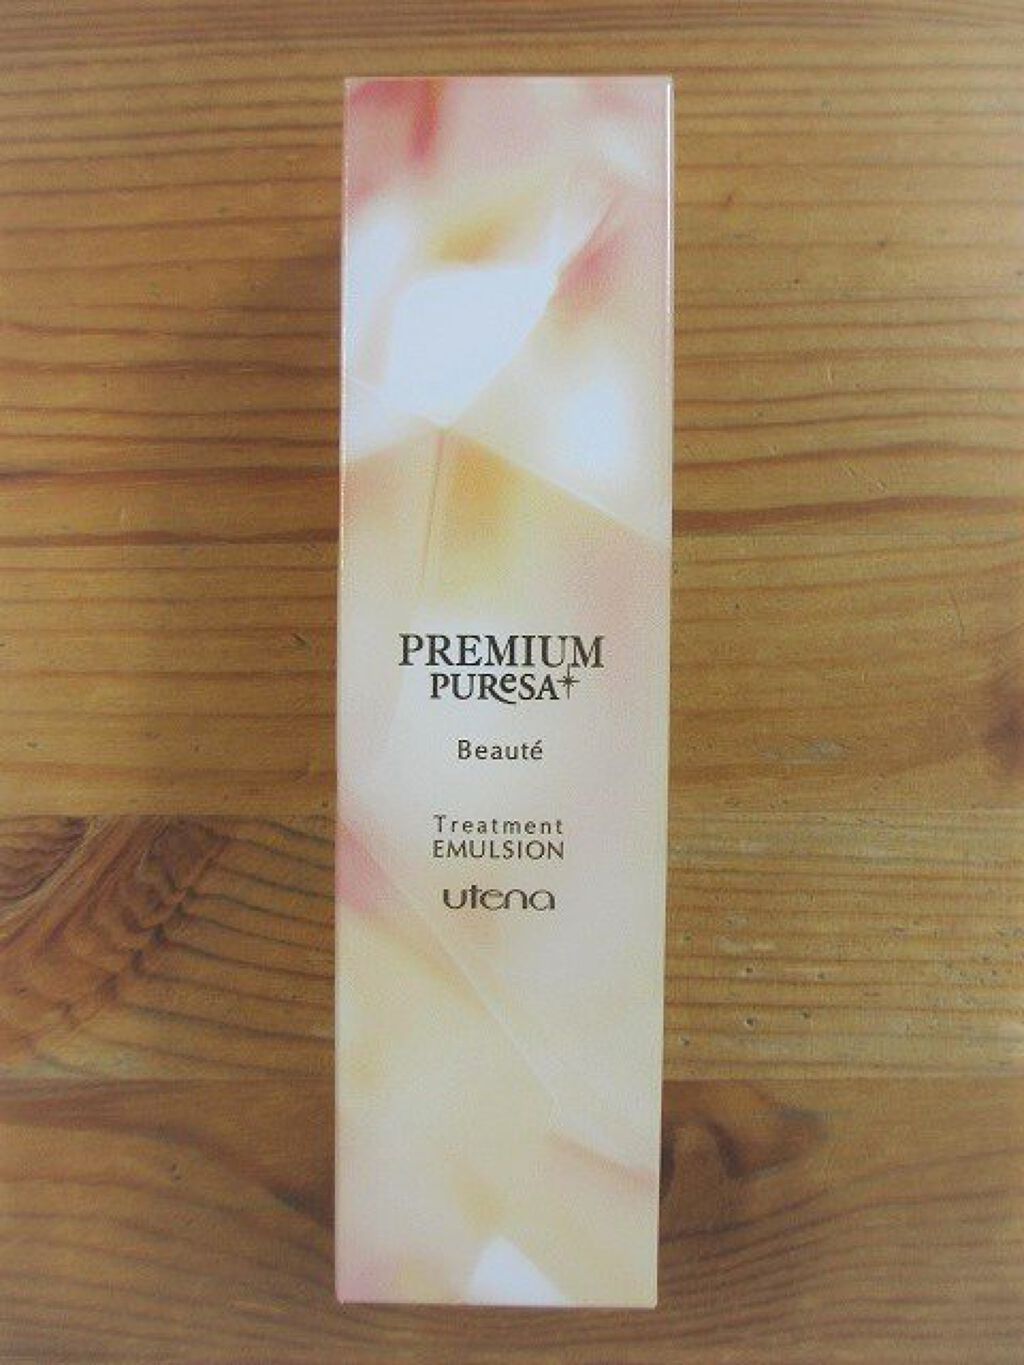 PREMIUM
PUReSA
Beauté
Treatment
EMULSION
utena